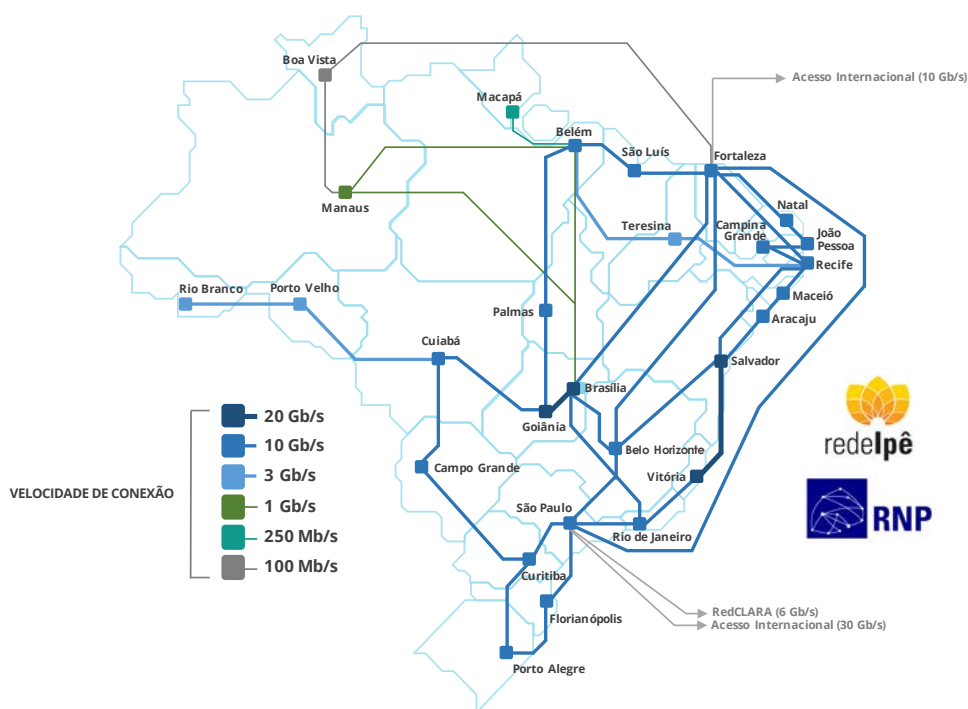 Boa Vista
Acesso Internacional (10 Gb/s)
Macapá
Belém
São Luís
Fortaleza
Manaus
Teresina
Natal
Campina
Grande
João
Pessoa
Recife
Rio Branco
Porto Velho
Palmas
Maceió
Aracaju
Cuiabá
Salvador
Brasília
Goiânia
Belo Horizonte
Campo Grande
Vitória
São Paulo
Rio de Janeiro
Curitiba
Florianópolis
Porto Alegre
RedCLARA (6 Gb/s)
Acesso Internacional (30 Gb/s)
VELOCIDADE DE CONEXÃO
20 Gb/s
10 Gb/s
3 Gb/s
1 Gb/s
250 Mb/s
100 Mb/s
redeIpê
RNP